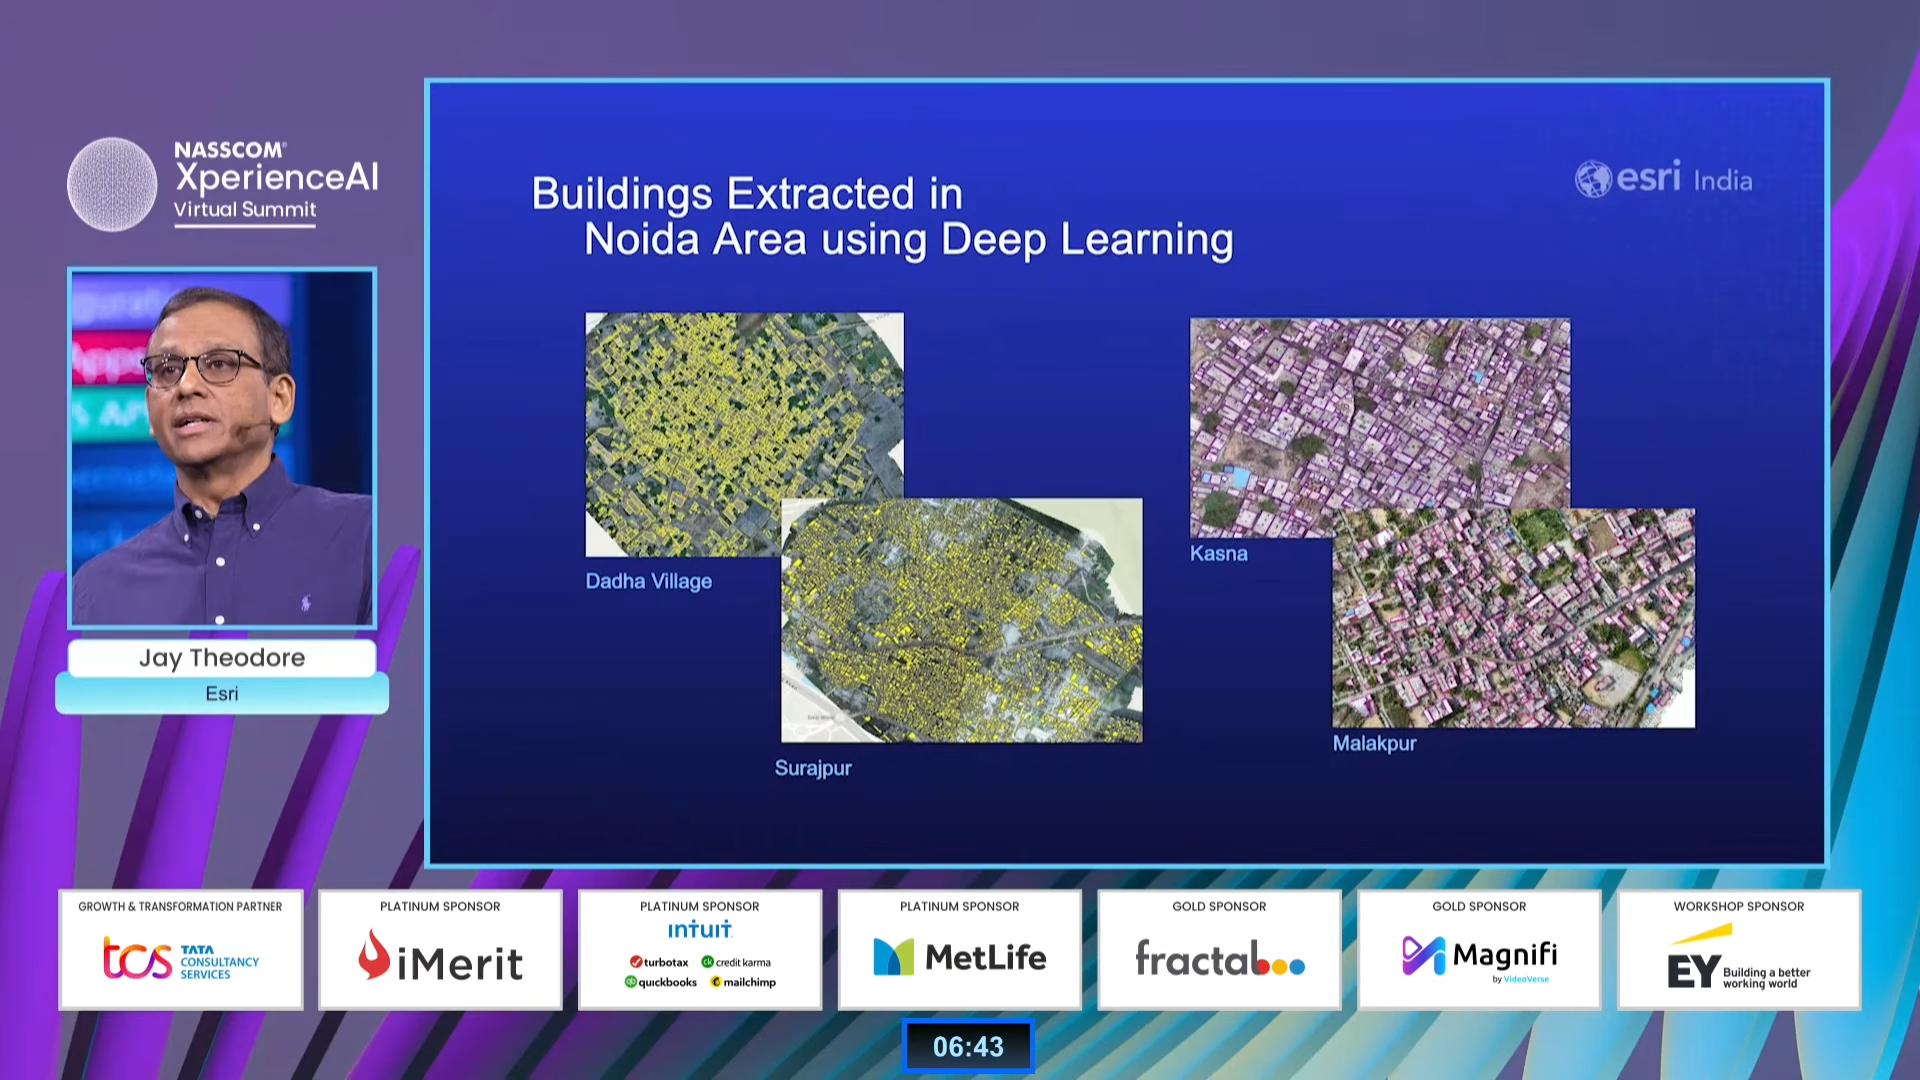 NASSCOM®
XperienceAI
Virtual Summit
Jay Theodore
Esri
Buildings Extracted in
Noida Area using Deep Learning
esri India
Dadha Village
Surajpur
Kasna
Malakpur
GROWTH & TRANSFORMATION PARTNER
tcs TATA
CONSULTANCY
SERVICES
PLATINUM SPONSOR
iMerit
PLATINUM SPONSOR
INTUIT
turbotax
credit karma
quickbooks
mailchimp
PLATINUM SPONSOR
MetLife
GOLD SPONSOR
fractal
GOLD SPONSOR
Magnifi
by VideoVerse
WORKSHOP SPONSOR
EY Building a better
working world
06:43